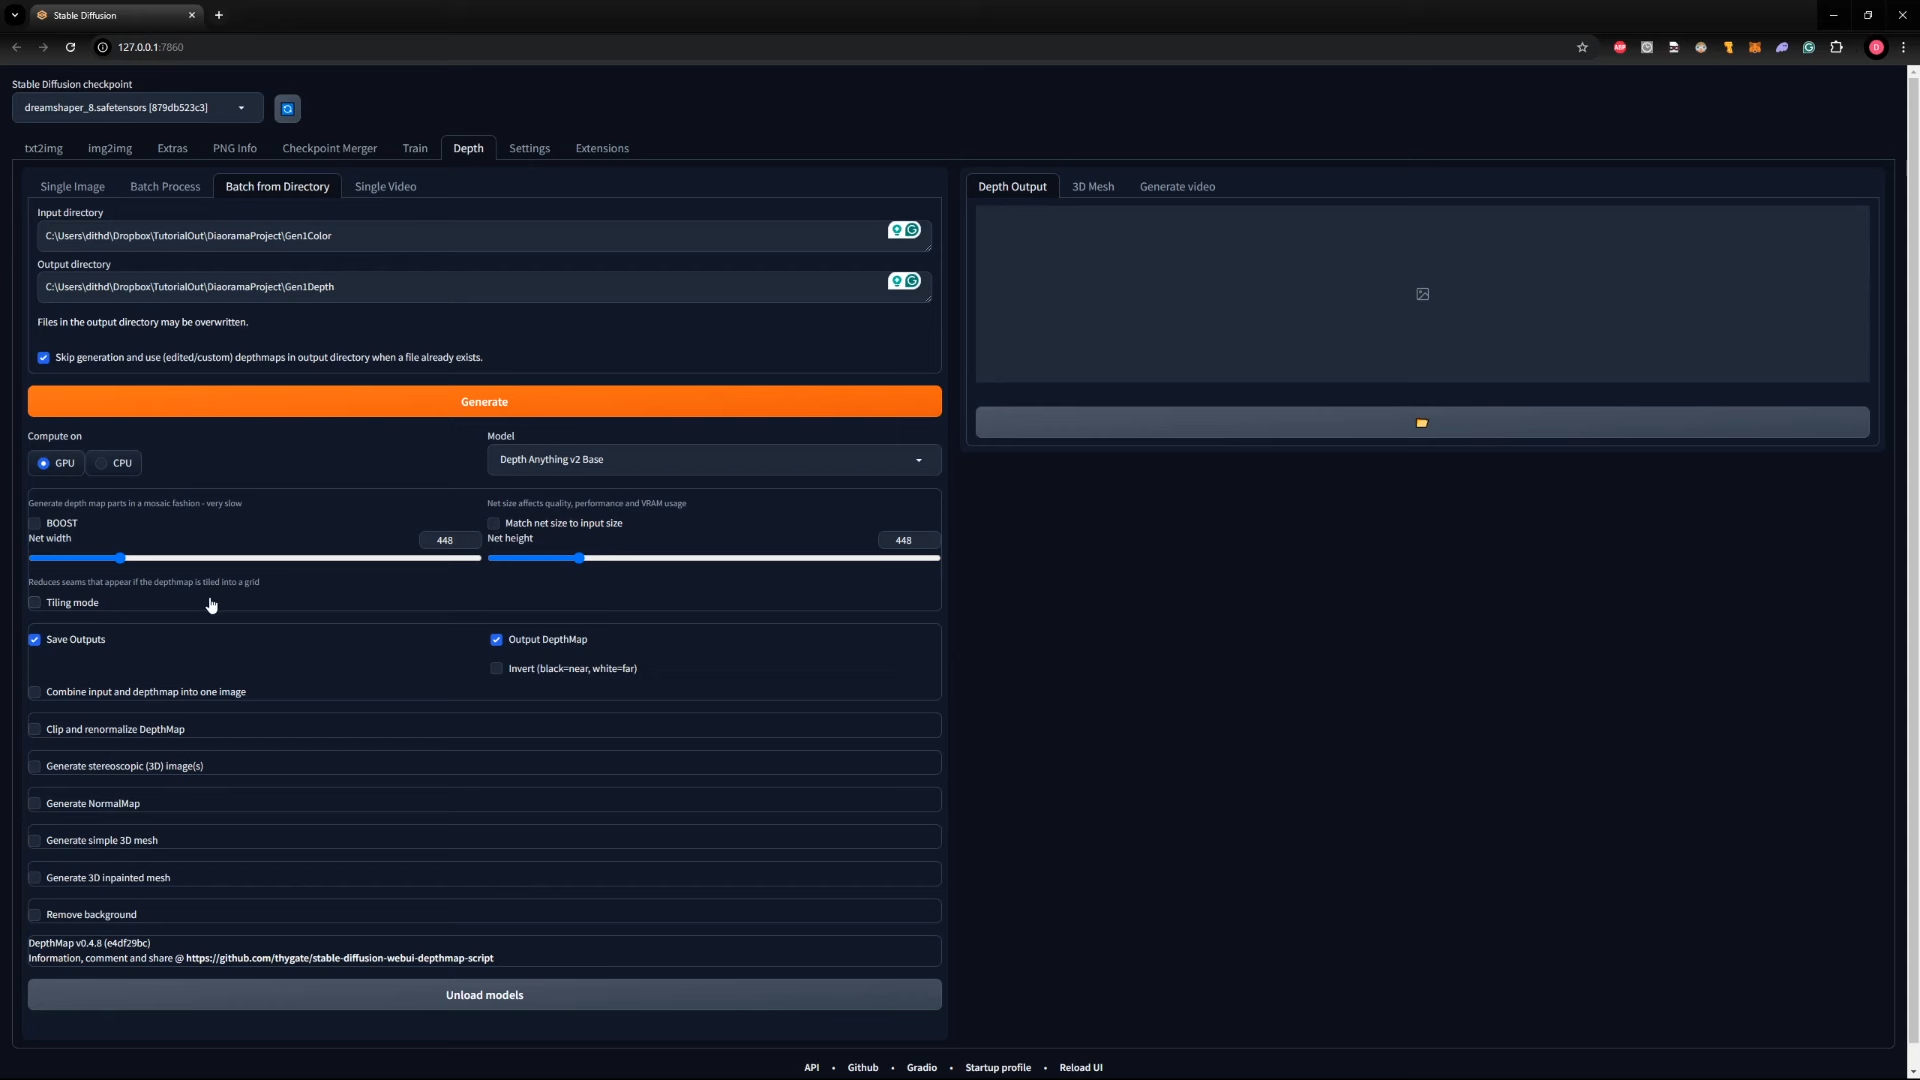 Stable Diffusion
127.0.0.1:7860
Stable Diffusion checkpoint
dreamshaper_8.safetensors [879db523c3]
txt2img img2img Extras PNG Info Checkpoint Merger Train Depth Settings Extensions
Single Image Batch Process Batch from Directory Single Video
Input directory
C:\Users\dithd\Dropbox\TutorialOut\DiaoramaProject\Gen1Color
Output directory
C:\Users\dithd\Dropbox\TutorialOut\DiaoramaProject\Gen1Depth
Files in the output directory may be overwritten.
Skip generation and use (edited/custom) depthmaps in output directory when a file already exists.
Generate
Compute on
GPU CPU
Model
Depth Anything v2 Base
Generate depth map parts in a mosaic fashion - very slow
BOOST
Net size affects quality, performance and VRAM usage
Match net size to input size
Net width 448
Net height 448
Reduces seams that appear if the depthmap is tiled into a grid
Tiling mode
Save Outputs
Output DepthMap
Invert (black=near, white=far)
Combine input and depthmap into one image
Clip and renormalize DepthMap
Generate stereoscopic (3D) image(s)
Generate NormalMap
Generate simple 3D mesh
Generate 3D inpainted mesh
Remove background
DepthMap v0.4.8 (e4df29bc)
Information, comment and share @ https://github.com/thygate/stable-diffusion-webui-depthmap-script
Unload models
Depth Output 3D Mesh Generate video
API • Github • Gradio • Startup profile • Reload UI
ABP
D